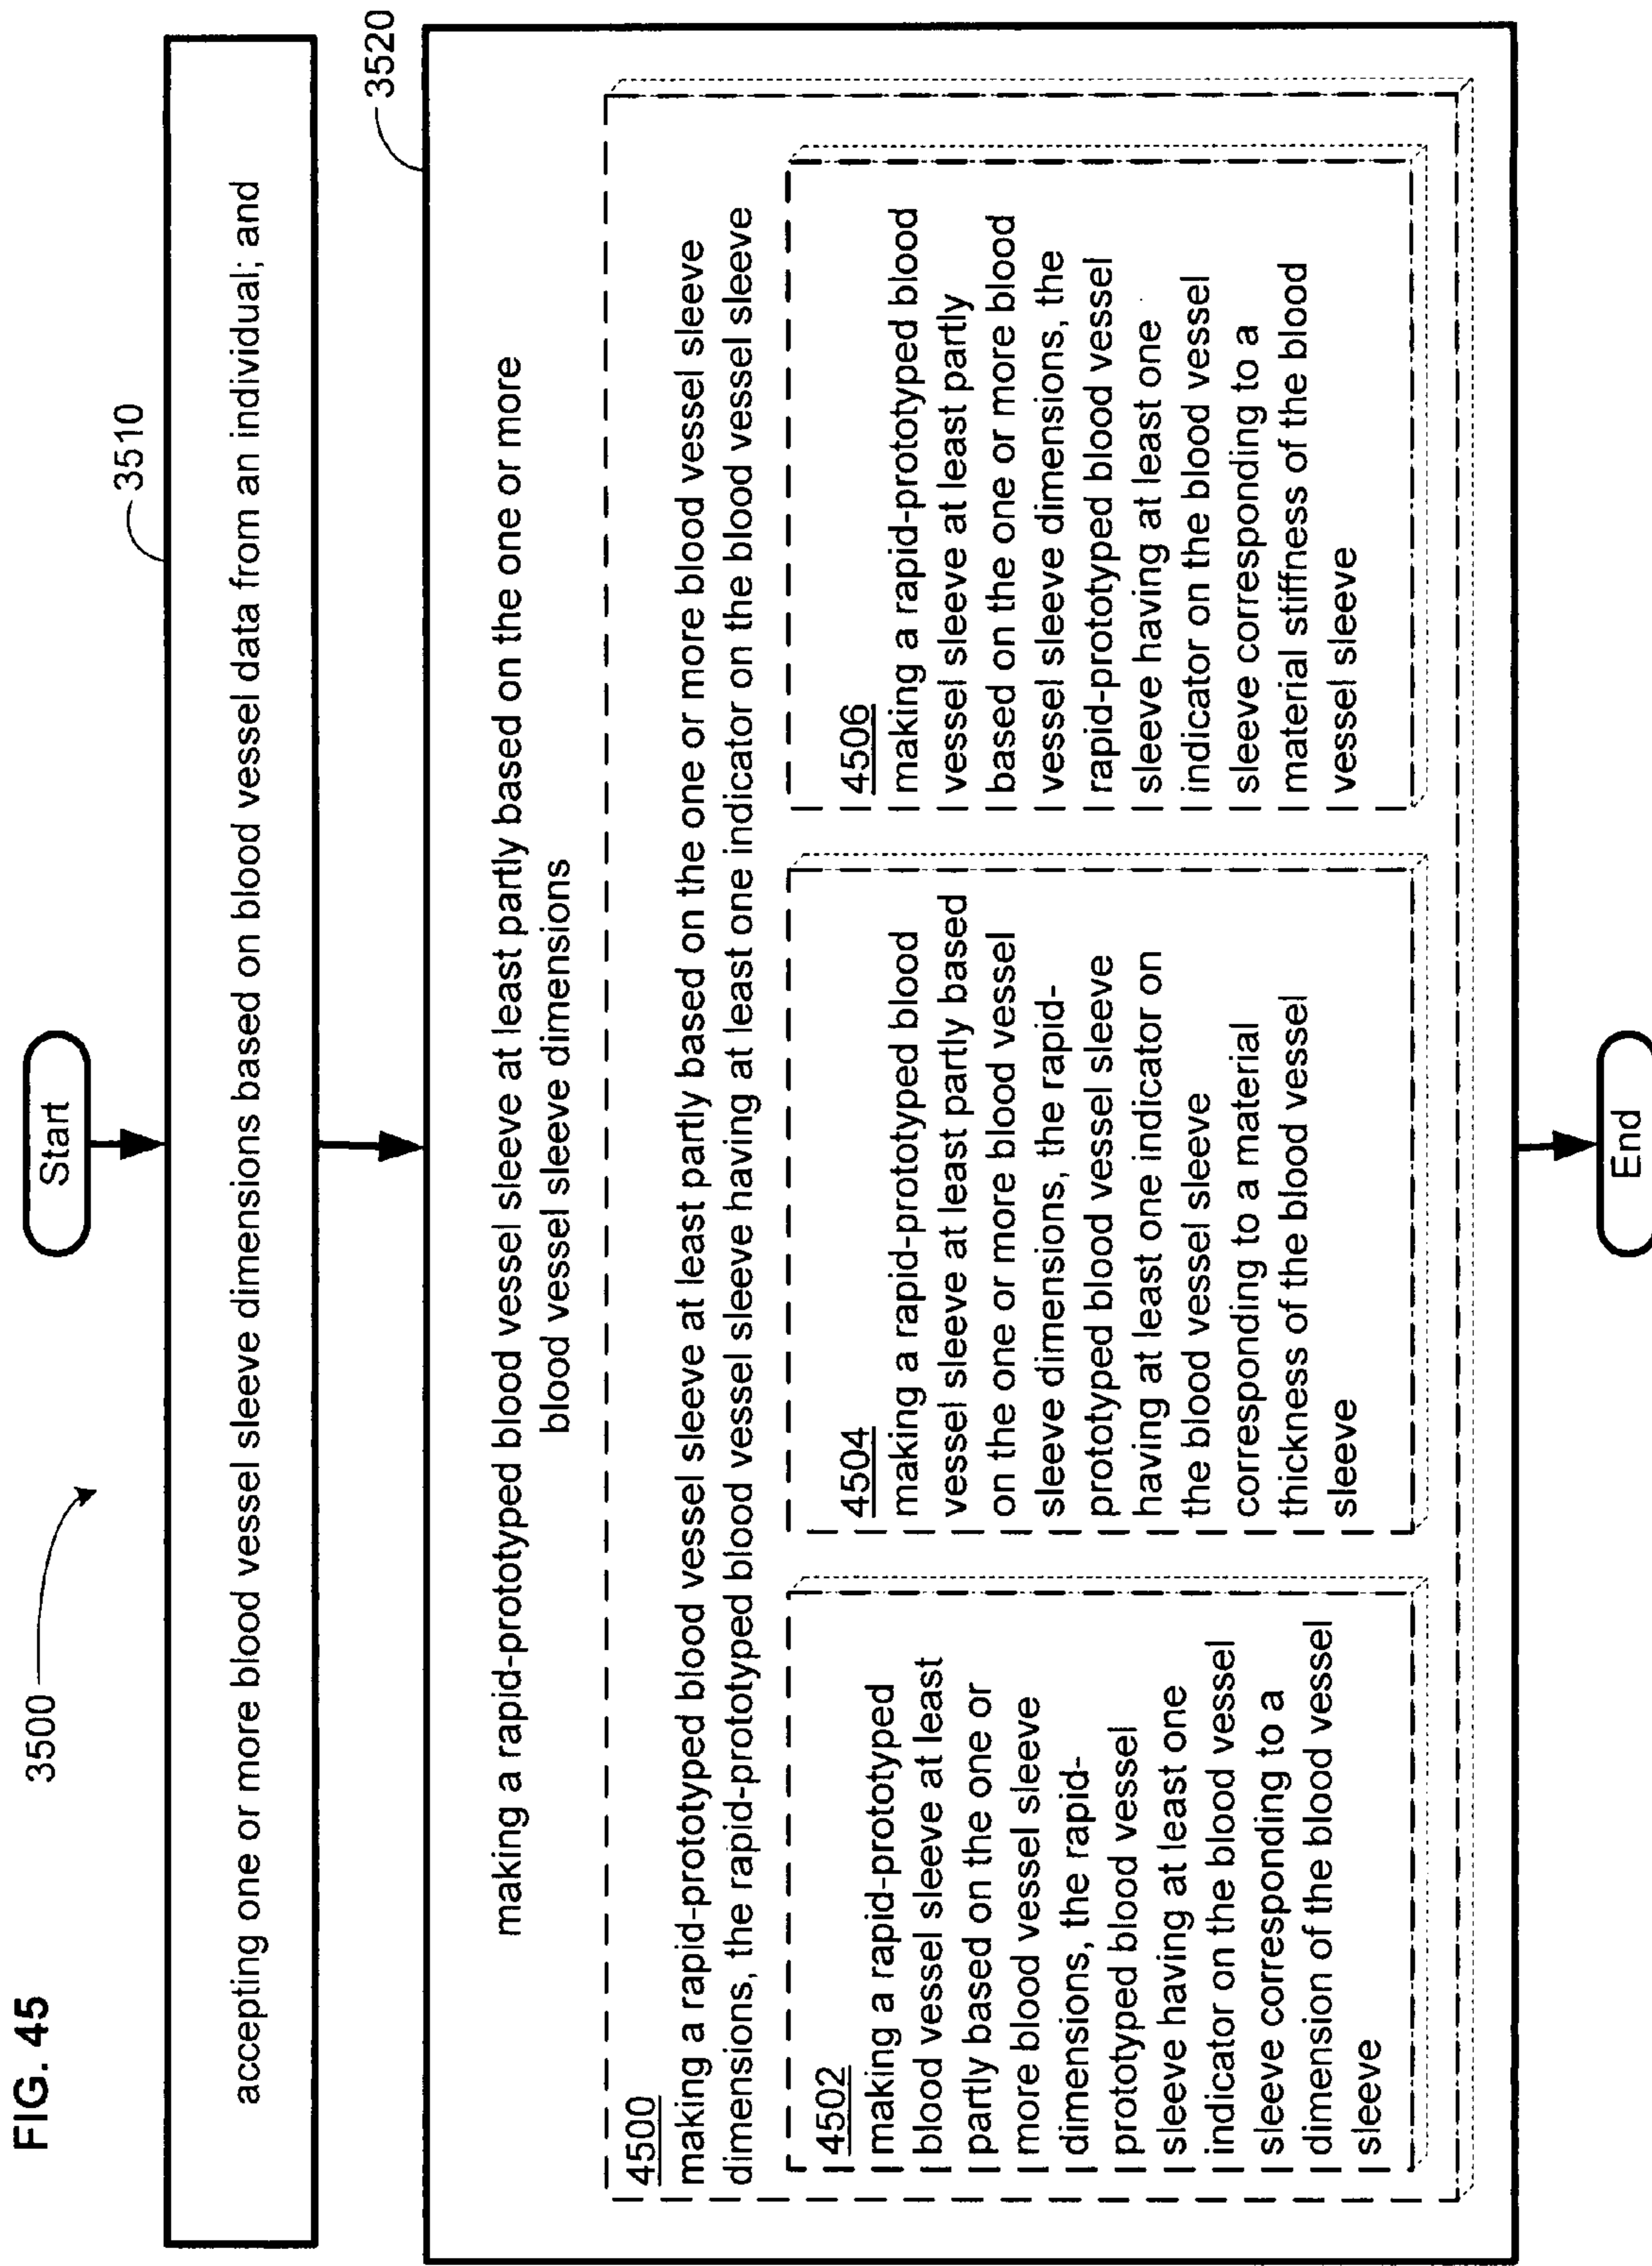 FIG. 45
3500
Start
3510
accepting one or more blood vessel sleeve dimensions based on blood vessel data from an individual; and
3520
making a rapid-prototyped blood vessel sleeve at least partly based on the one or more
blood vessel sleeve dimensions
4500
making a rapid-prototyped blood vessel sleeve at least partly based on the one or more blood vessel sleeve
dimensions, the rapid-prototyped blood vessel sleeve having at least one indicator on the blood vessel sleeve
4502
making a rapid-prototyped
blood vessel sleeve at least
partly based on the one or
more blood vessel sleeve
dimensions, the rapid-
prototyped blood vessel
sleeve having at least one
indicator on the blood vessel
sleeve corresponding to a
dimension of the blood vessel
sleeve
4504
making a rapid-prototyped blood
vessel sleeve at least partly based
on the one or more blood vessel
sleeve dimensions, the rapid-
prototyped blood vessel sleeve
having at least one indicator on
the blood vessel sleeve
corresponding to a material
thickness of the blood vessel
sleeve
4506
making a rapid-prototyped blood
vessel sleeve at least partly
based on the one or more blood
vessel sleeve dimensions, the
rapid-prototyped blood vessel
sleeve having at least one
indicator on the blood vessel
sleeve corresponding to a
material stiffness of the blood
vessel sleeve
End